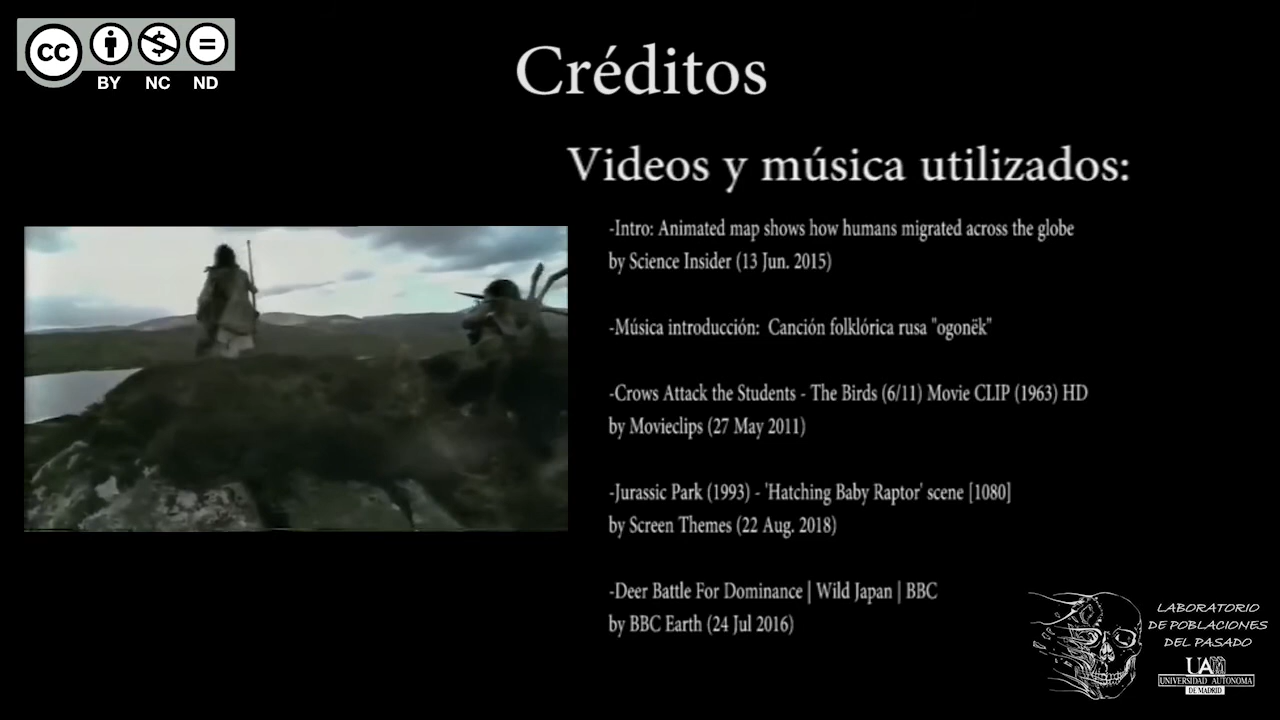 cc
BY NC ND
Créditos
Videos y música utilizados:
-Intro: Animated map shows how humans migrated across the globe
by Science Insider (13 Jun. 2015)
-Música introducción: Canción folklórica rusa "ogonëk"
-Crows Attack the Students - The Birds (6/11) Movie CLIP (1963) HD
by Movieclips (27 May 2011)
-Jurassic Park (1993) - 'Hatching Baby Raptor' scene [1080]
by Screen Themes (22 Aug. 2018)
-Deer Battle For Dominance | Wild Japan | BBC
by BBC Earth (24 Jul 2016)
LABORATORIO
DE POBLACIONES
DEL PASADO
UAM
UNIVERSIDAD AUTONOMA
DE MADRID